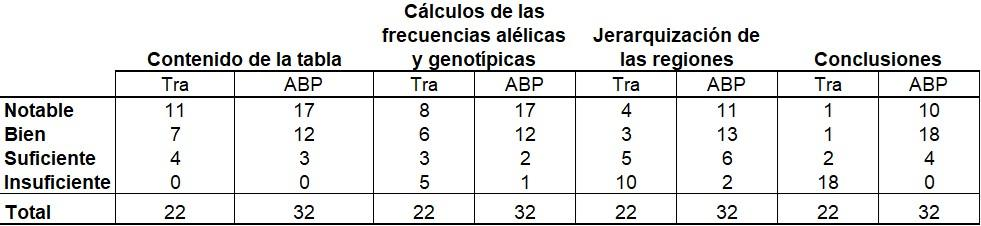 Cálculos de las
frecuencias alélicas Jerarquización de
Contenido de la tabla y genotípicas las regiones Conclusiones
Tra ABP Tra ABP Tra ABP Tra ABP
Notable 11 17 8 17 4 11 1 10
Bien 7 12 6 12 3 13 1 18
Suficiente 4 3 3 2 5 6 2 4
Insuficiente 0 0 5 1 10 2 18 0
Total 22 32 22 32 22 32 22 32